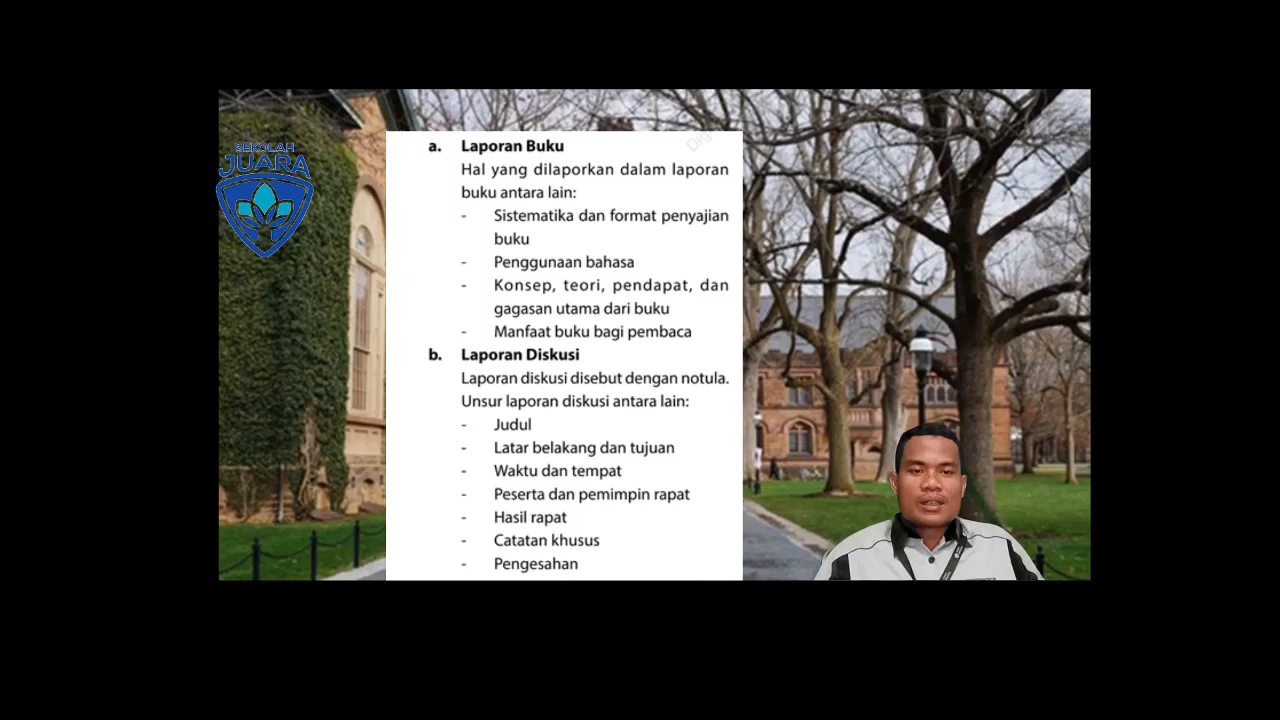 SEKOLAH
JUARA
a. Laporan Buku
Hal yang dilaporkan dalam laporan
buku antara lain:
- Sistematika dan format penyajian
buku
- Penggunaan bahasa
- Konsep, teori, pendapat, dan
gagasan utama dari buku
- Manfaat buku bagi pembaca
b. Laporan Diskusi
Laporan diskusi disebut dengan notula.
Unsur laporan diskusi antara lain:
- Judul
- Latar belakang dan tujuan
- Waktu dan tempat
- Peserta dan pemimpin rapat
- Hasil rapat
- Catatan khusus
- Pengesahan